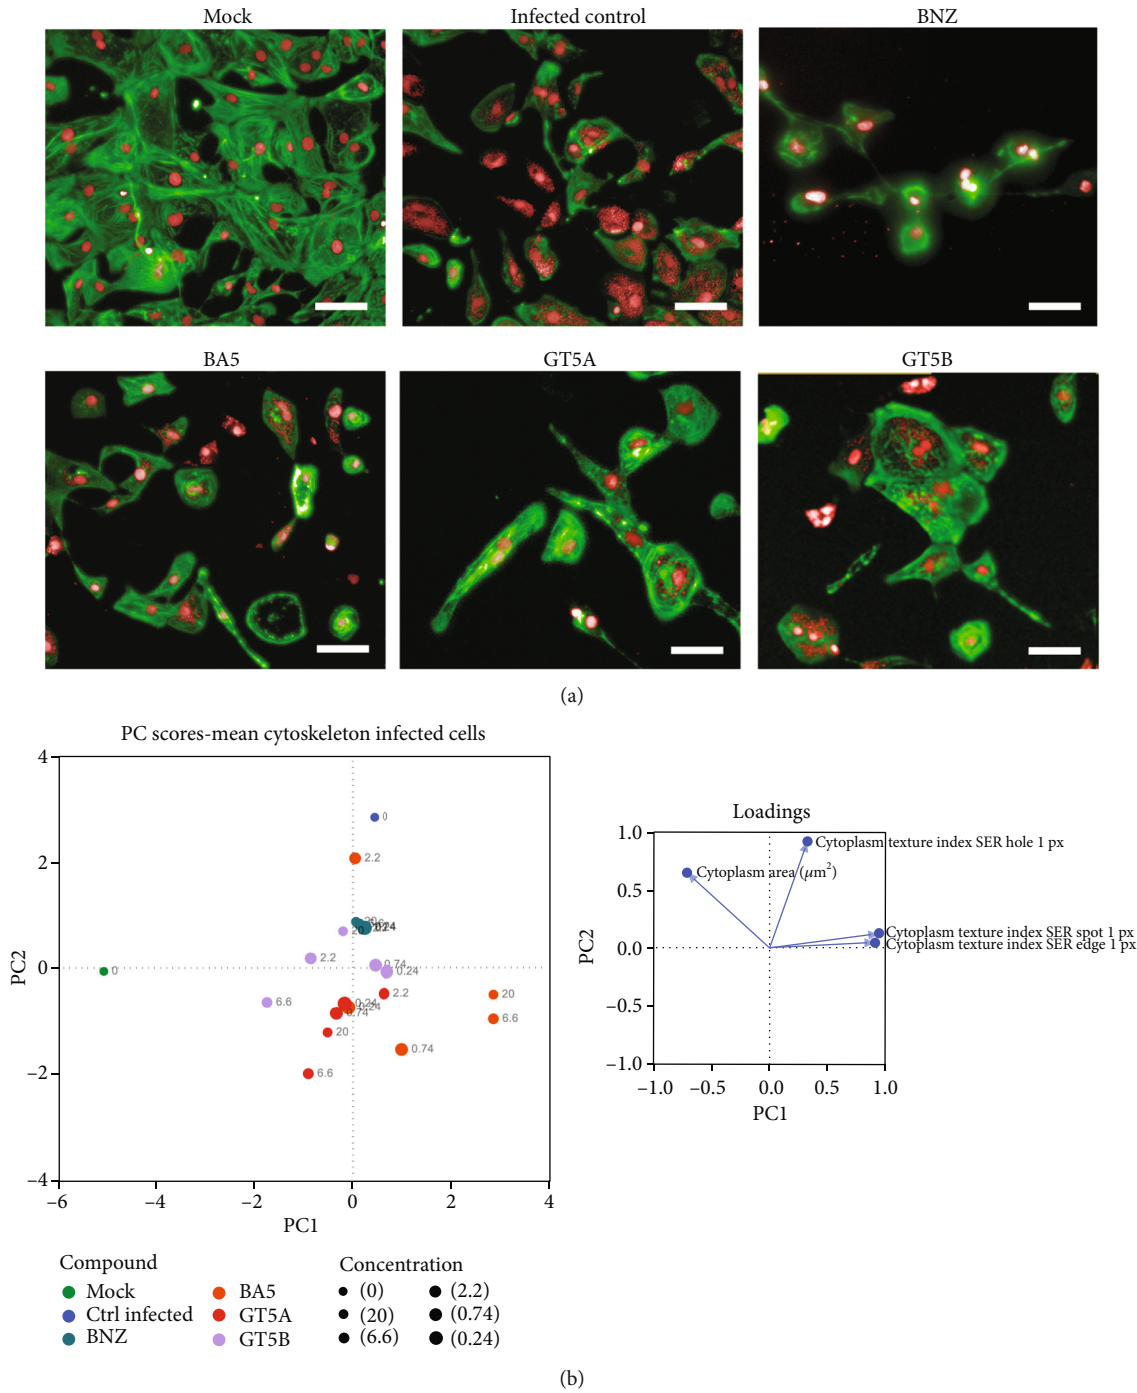 Mock
Infected control
BNZ
BA5
GT5A
GT5B
(a)
PC scores-mean cytoskeleton infected cells
4
2
0
−2
−4
PC2
−6
−4
−2
0
2
4
PC1
0
2.2
20
20
2.2
0.74
0.24
0
6.6
2.2
0.24
0.24
0.74
20
6.6
20
6.6
0.74
Loadings
1.0
0.5
0.0
−0.5
−1.0
PC2
−1.0
−0.5
0.0
0.5
1.0
PC1
Cytoplasm texture index SER hole 1 px
Cytoplasm area (μm²)
Cytoplasm texture index SER spot 1 px
Cytoplasm texture index SER edge 1 px
Compound
Mock
Ctrl infected
BNZ
BA5
GT5A
GT5B
Concentration
(0)
(20)
(6.6)
(2.2)
(0.74)
(0.24)
(b)